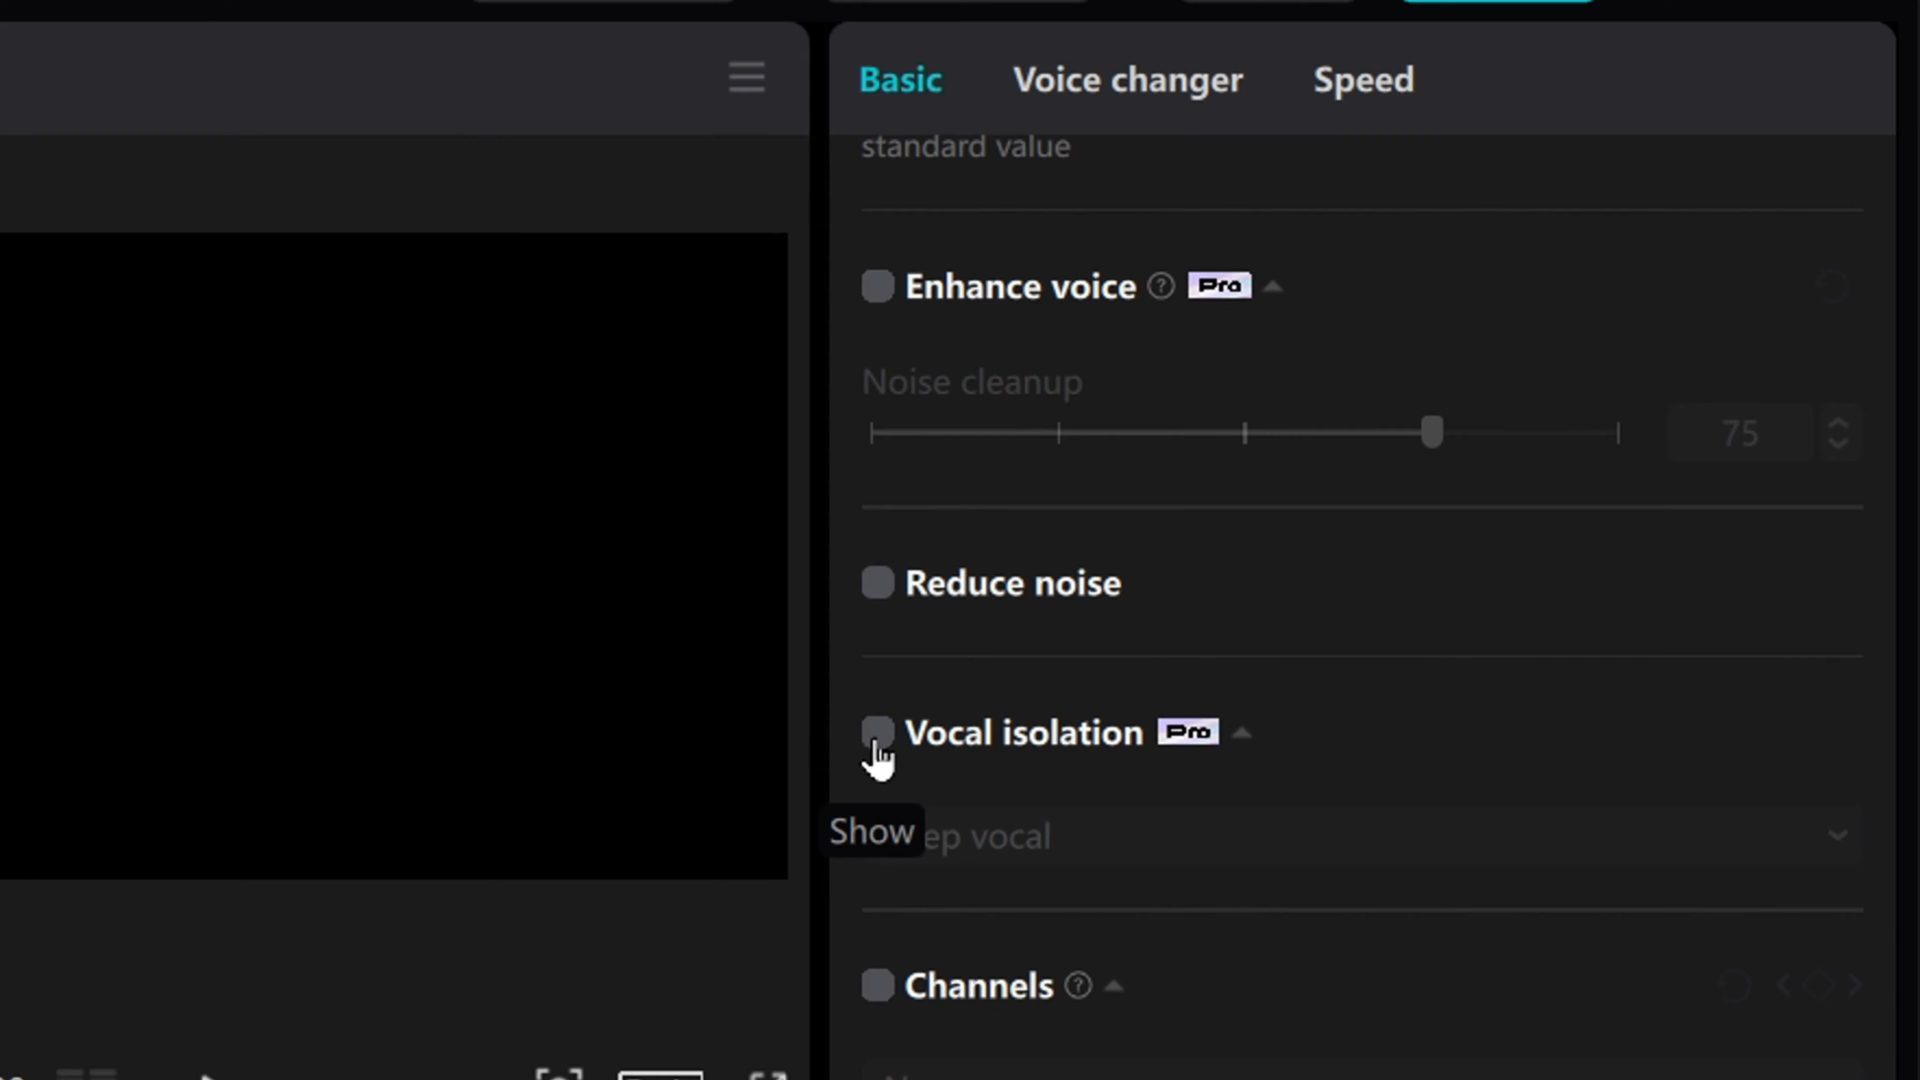 Basic Voice changer Speed
standard value
Enhance voice ? Pro
Noise cleanup
75
Reduce noise
Vocal isolation Pro
Show
ep vocal
Channels ?